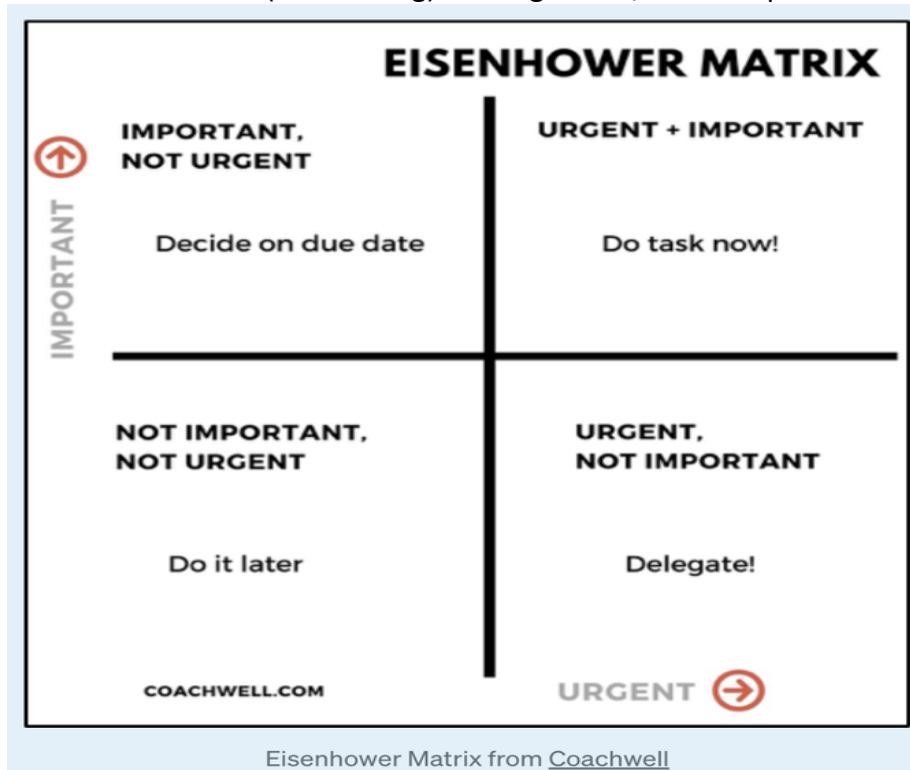 EISENHOWER MATRIX
IMPORTANT,
NOT URGENT
Decide on due date
URGENT + IMPORTANT
Do task now!
IMPORTANT
NOT IMPORTANT,
NOT URGENT
Do it later
URGENT,
NOT IMPORTANT
Delegate!
COACHWELL.COM
URGENT
Eisenhower Matrix from Coachwell